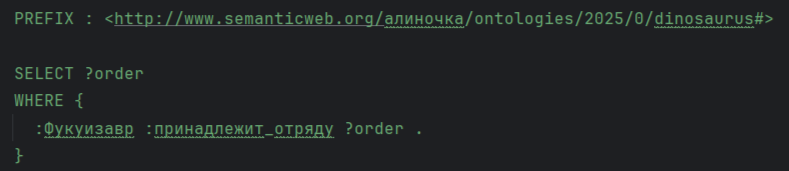 PREFIX : <http://www.semanticweb.org/алиночка/ontologies/2025/0/dinosaurus#>
SELECT ?order
WHERE {
:Фукуизавр :принадлежит_отряду ?order .
}